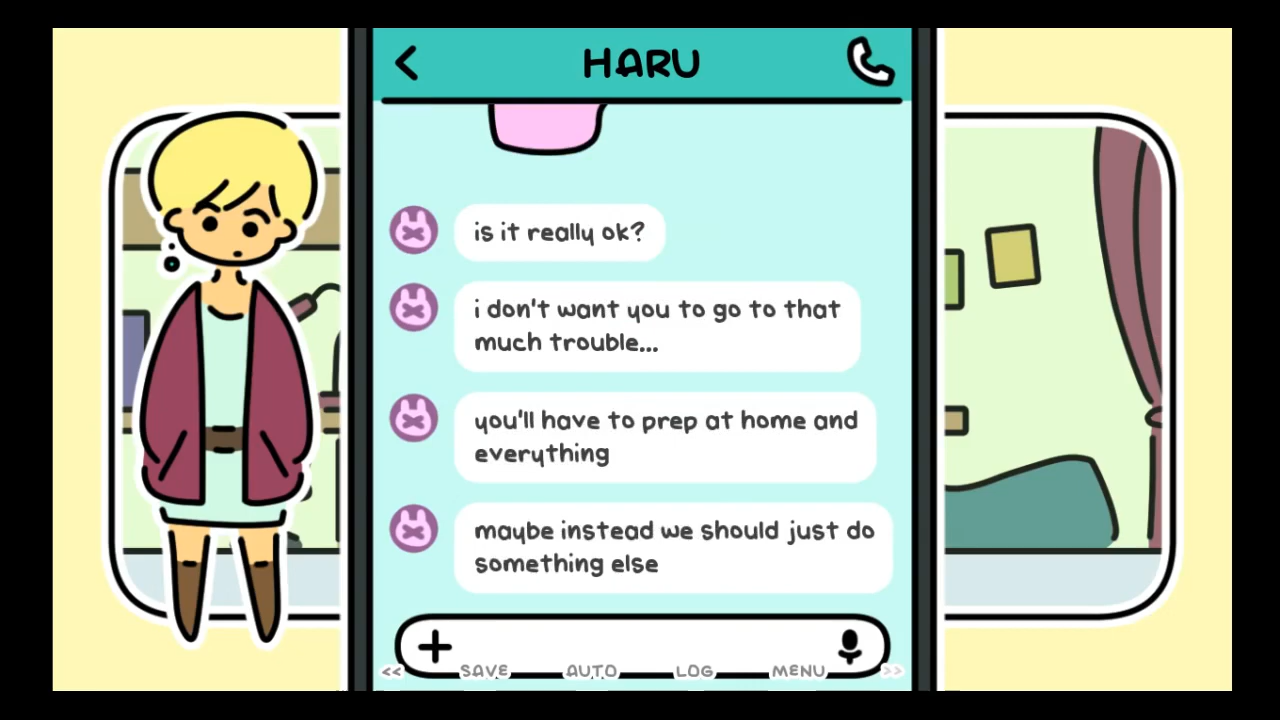 HARU
is it really ok?
i don't want you to go to that
much trouble...
you'll have to prep at home and
everything
maybe instead we should just do
something else
<< SAVE AUTO LOG MENU >>